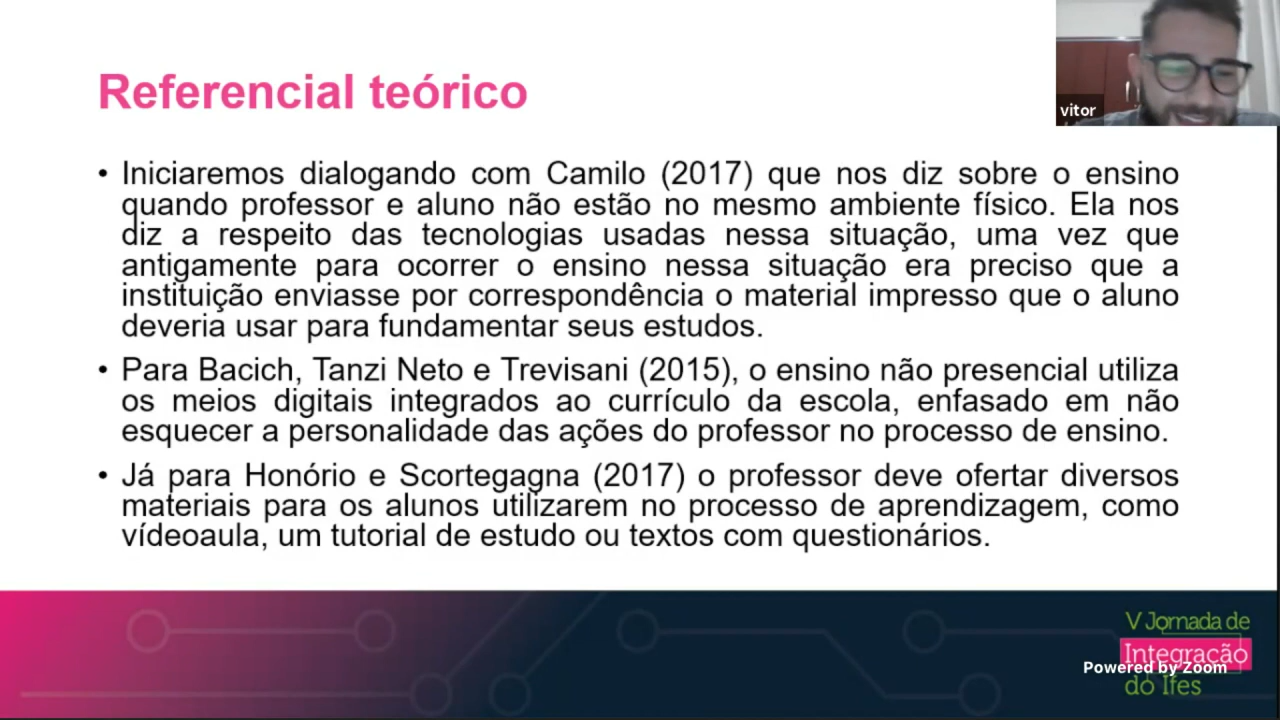 Referencial teórico
vitor
• Iniciaremos dialogando com Camilo (2017) que nos diz sobre o ensino
quando professor e aluno não estão no mesmo ambiente físico. Ela nos
diz a respeito das tecnologias usadas nessa situação, uma vez que
antigamente para ocorrer o ensino nessa situação era preciso que a
instituição enviasse por correspondência o material impresso que o aluno
deveria usar para fundamentar seus estudos.
• Para Bacich, Tanzi Neto e Trevisani (2015), o ensino não presencial utiliza
os meios digitais integrados ao currículo da escola, enfasado em não
esquecer a personalidade das ações do professor no processo de ensino.
• Já para Honório e Scortegagna (2017) o professor deve ofertar diversos
materiais para os alunos utilizarem no processo de aprendizagem, como
vídeoaula, um tutorial de estudo ou textos com questionários.
V Jornada de
Integração
Powered by Zoom
do Ifes